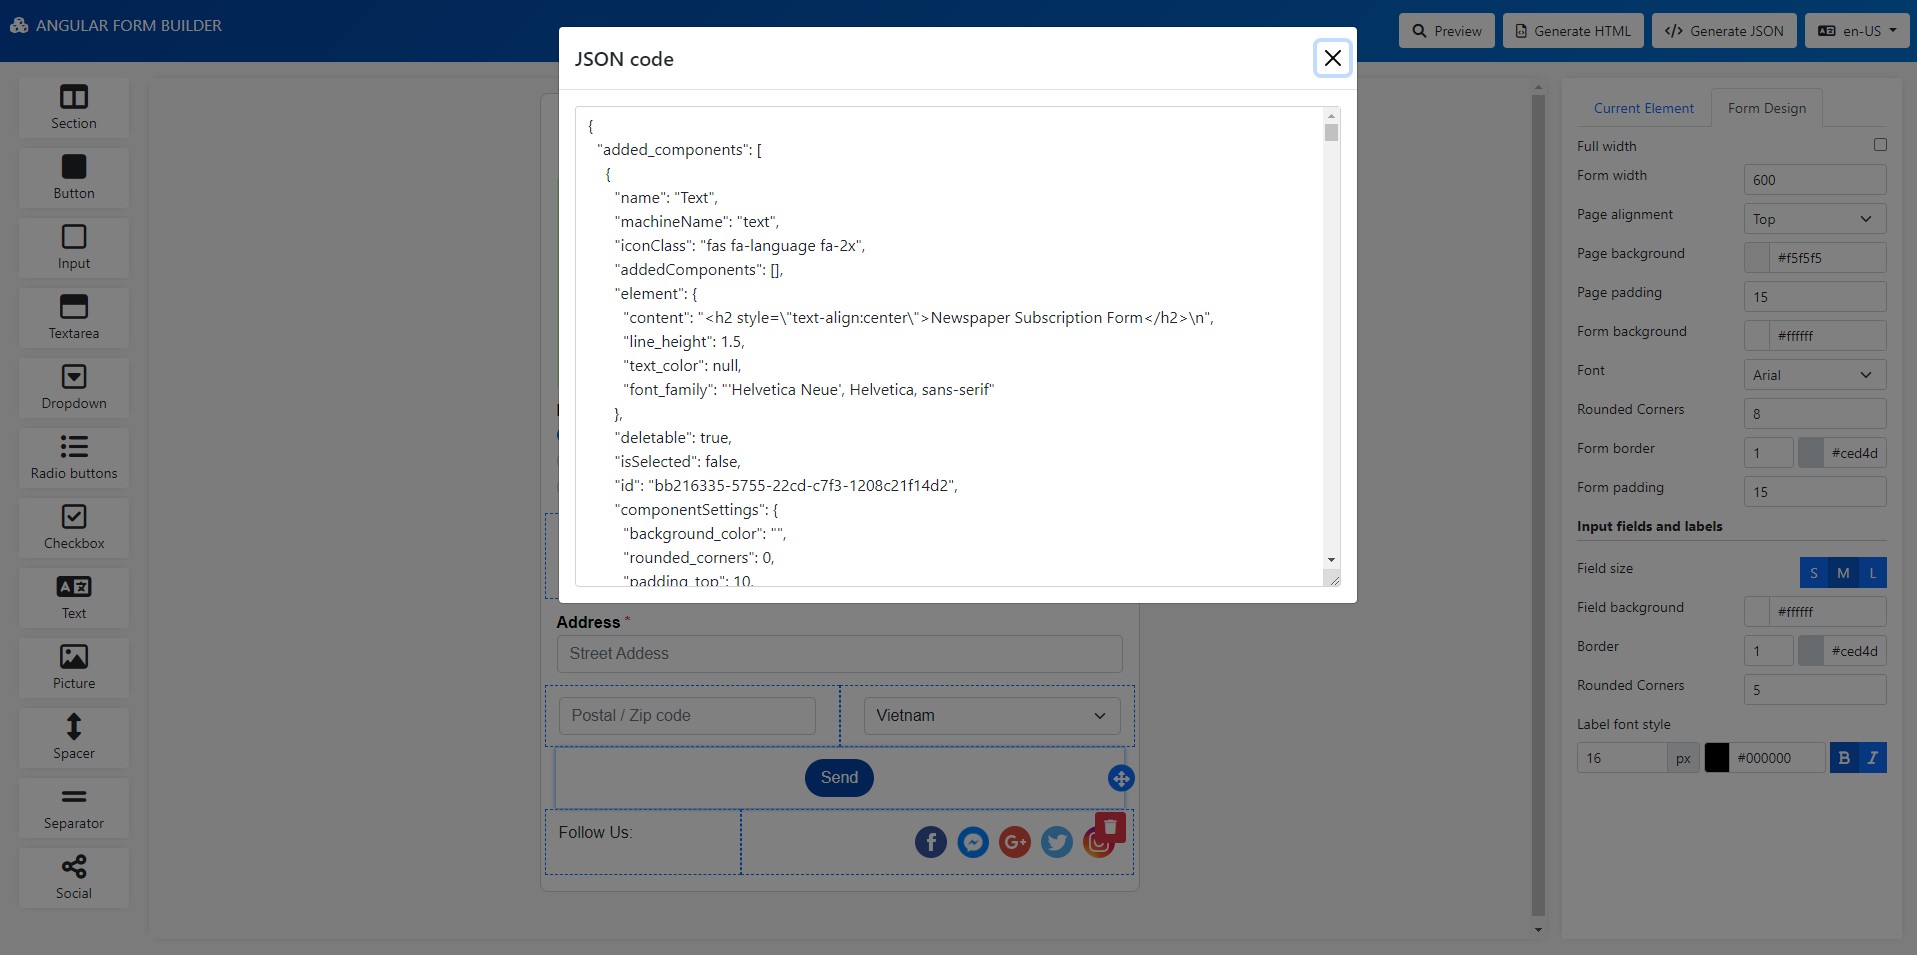 ANGULAR FORM BUILDER
Preview
Generate HTML
Generate JSON
en-US
Section
Button
Input
Textarea
Dropdown
Radio buttons
Checkbox
Text
Picture
Spacer
Separator
Social
JSON code
{
"added_components": [
{
"name": "Text",
"machineName": "text",
"iconClass": "fas fa-language fa-2x",
"addedComponents": [],
"element": {
"content": "<h2 style=\"text-align:center\">Newspaper Subscription Form</h2>\n",
"line_height": 1.5,
"text_color": null,
"font_family": "'Helvetica Neue', Helvetica, sans-serif"
},
"deletable": true,
"isSelected": false,
"id": "bb216335-5755-22cd-c7f3-1208c21f14d2",
"componentSettings": {
"background_color": "",
"rounded_corners": 0,
"padding_top": 10,
Address *
Street Addess
Postal / Zip code
Vietnam
Send
Follow Us:
Current Element
Form Design
Full width
Form width
600
Page alignment
Top
Page background
#f5f5f5
Page padding
15
Form background
#ffffff
Font
Arial
Rounded Corners
8
Form border
1
#ced4d
Form padding
15
Input fields and labels
Field size
S M L
Field background
#ffffff
Border
1
#ced4d
Rounded Corners
5
Label font style
16
px
#000000
B I